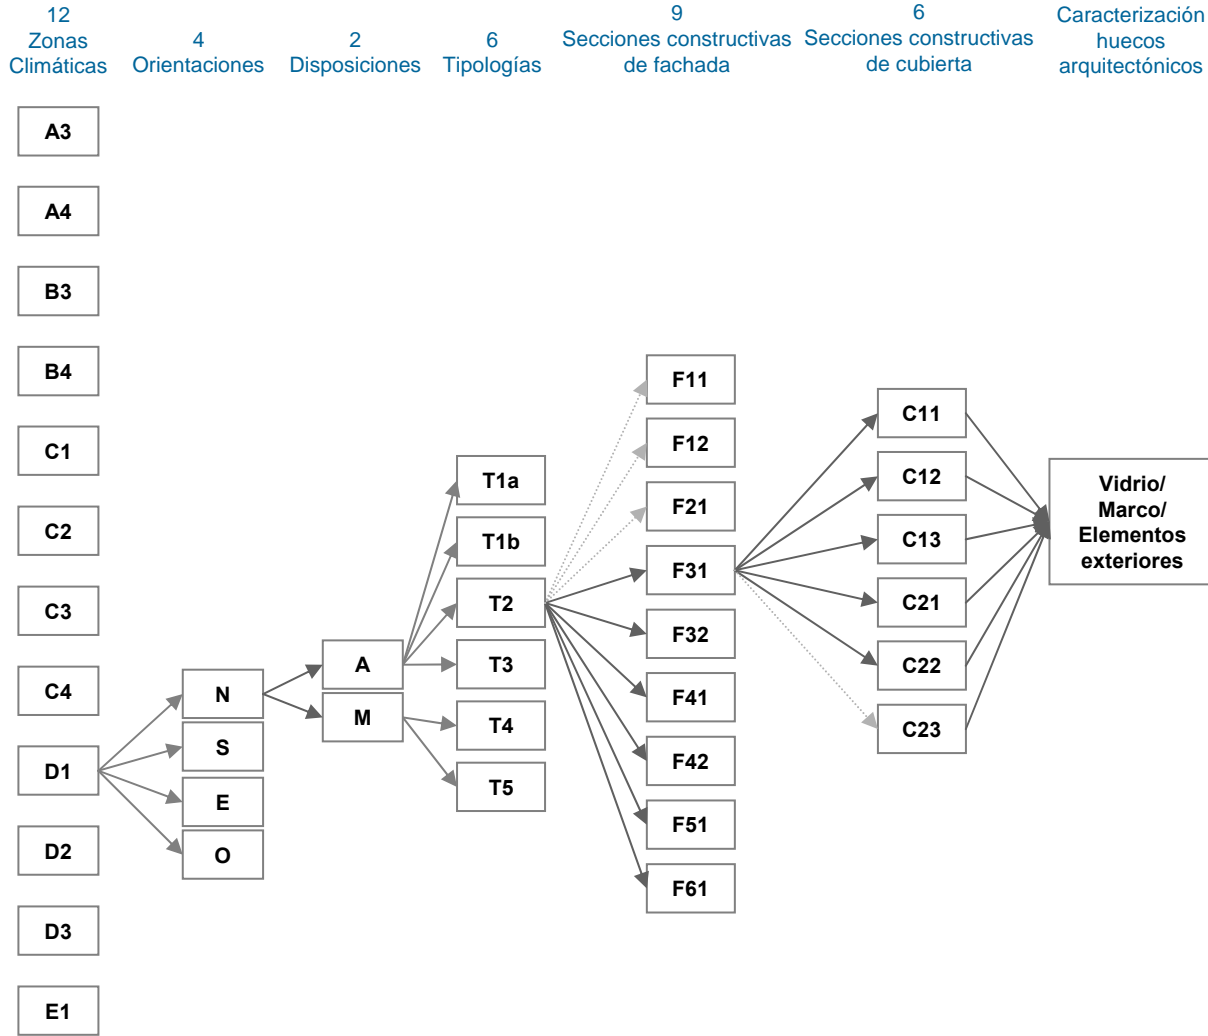 12
Zonas
Climáticas
4
Orientaciones
2
Disposiciones
6
Tipologías
9
Secciones constructivas
de fachada
6
Secciones constructivas
de cubierta
Caracterización
huecos
arquitectónicos
A3
A4
B3
B4
C1
C2
C3
C4
D1
D2
D3
E1
N
S
E
O
A
M
T1a
T1b
T2
T3
T4
T5
F11
F12
F21
F31
F32
F41
F42
F51
F61
C11
C12
C13
C21
C22
C23
Vidrio/
Marco/
Elementos
exteriores